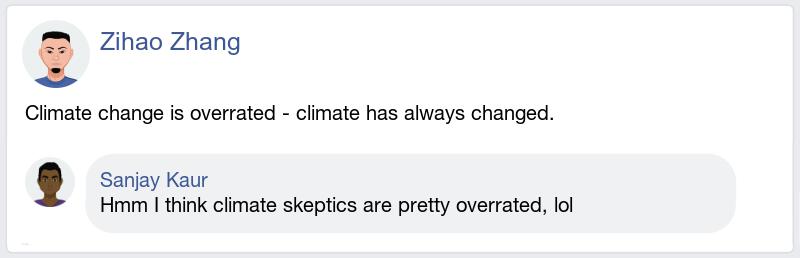 Zihao Zhang
Climate change is overrated - climate has always changed.
Sanjay Kaur
Hmm I think climate skeptics are pretty overrated, lol